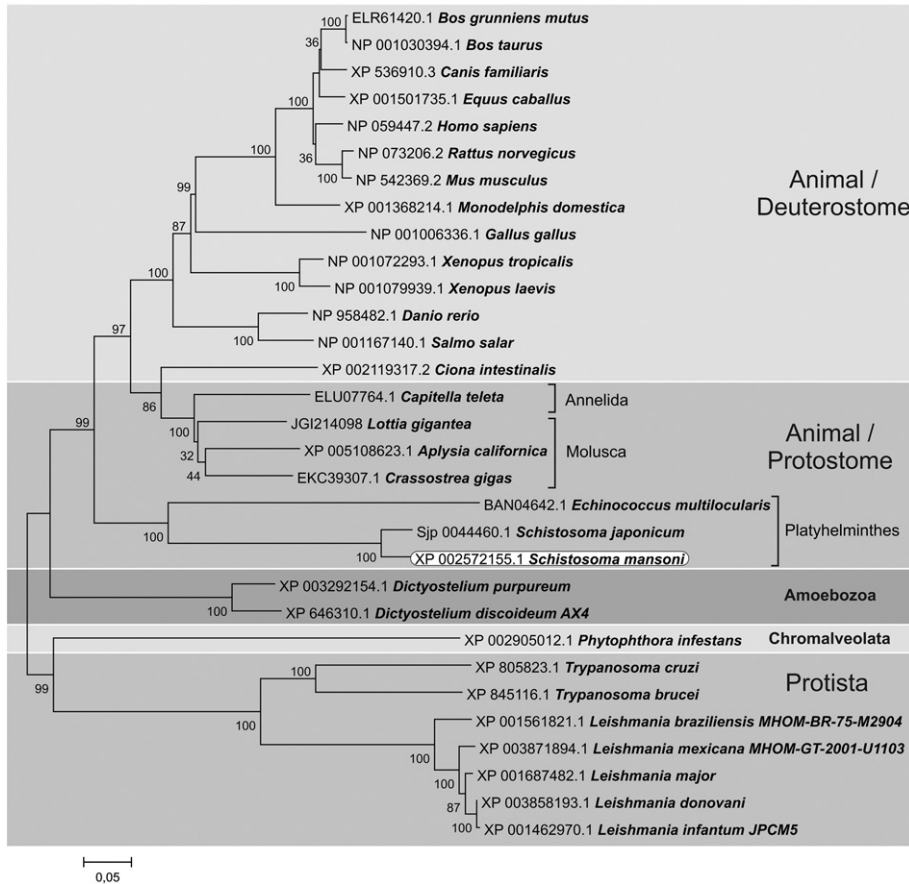 ELR61420.1 Bos grunniens mutus
100
NP 001030394.1 Bos taurus
36
XP 536910.3 Canis familiaris
XP 001501735.1 Equus caballus
100
NP 059447.2 Homo sapiens
36
NP 073206.2 Rattus norvegicus
100
100
NP 542369.2 Mus musculus
99
XP 001368214.1 Monodelphis domestica
Animal /
Deuterostome
87
NP 001006336.1 Gallus gallus
100
NP 001072293.1 Xenopus tropicalis
100
NP 001079939.1 Xenopus laevis
97
NP 958482.1 Danio rerio
100
NP 001167140.1 Salmo salar
XP 002119317.2 Ciona intestinalis
86
ELU07764.1 Capitella teleta
Annelida
99
100
JGI214098 Lottia gigantea
32
XP 005108623.1 Aplysia californica
Molusca
44
EKC39307.1 Crassostrea gigas
Animal /
Protostome
BAN04642.1 Echinococcus multilocularis
100
Sjp 0044460.1 Schistosoma japonicum
Platyhelminthes
100
XP 002572155.1 Schistosoma mansoni
XP 003292154.1 Dictyostelium purpureum
Amoebozoa
100
XP 646310.1 Dictyostelium discoideum AX4
XP 002905012.1 Phytophthora infestans
Chromalveolata
99
XP 805823.1 Trypanosoma cruzi
100
Protista
XP 845116.1 Trypanosoma brucei
100
XP 001561821.1 Leishmania braziliensis MHOM-BR-75-M2904
100
XP 003871894.1 Leishmania mexicana MHOM-GT-2001-U1103
100
XP 001687482.1 Leishmania major
87
XP 003858193.1 Leishmania donovani
100
XP 001462970.1 Leishmania infantum JPCM5
0,05